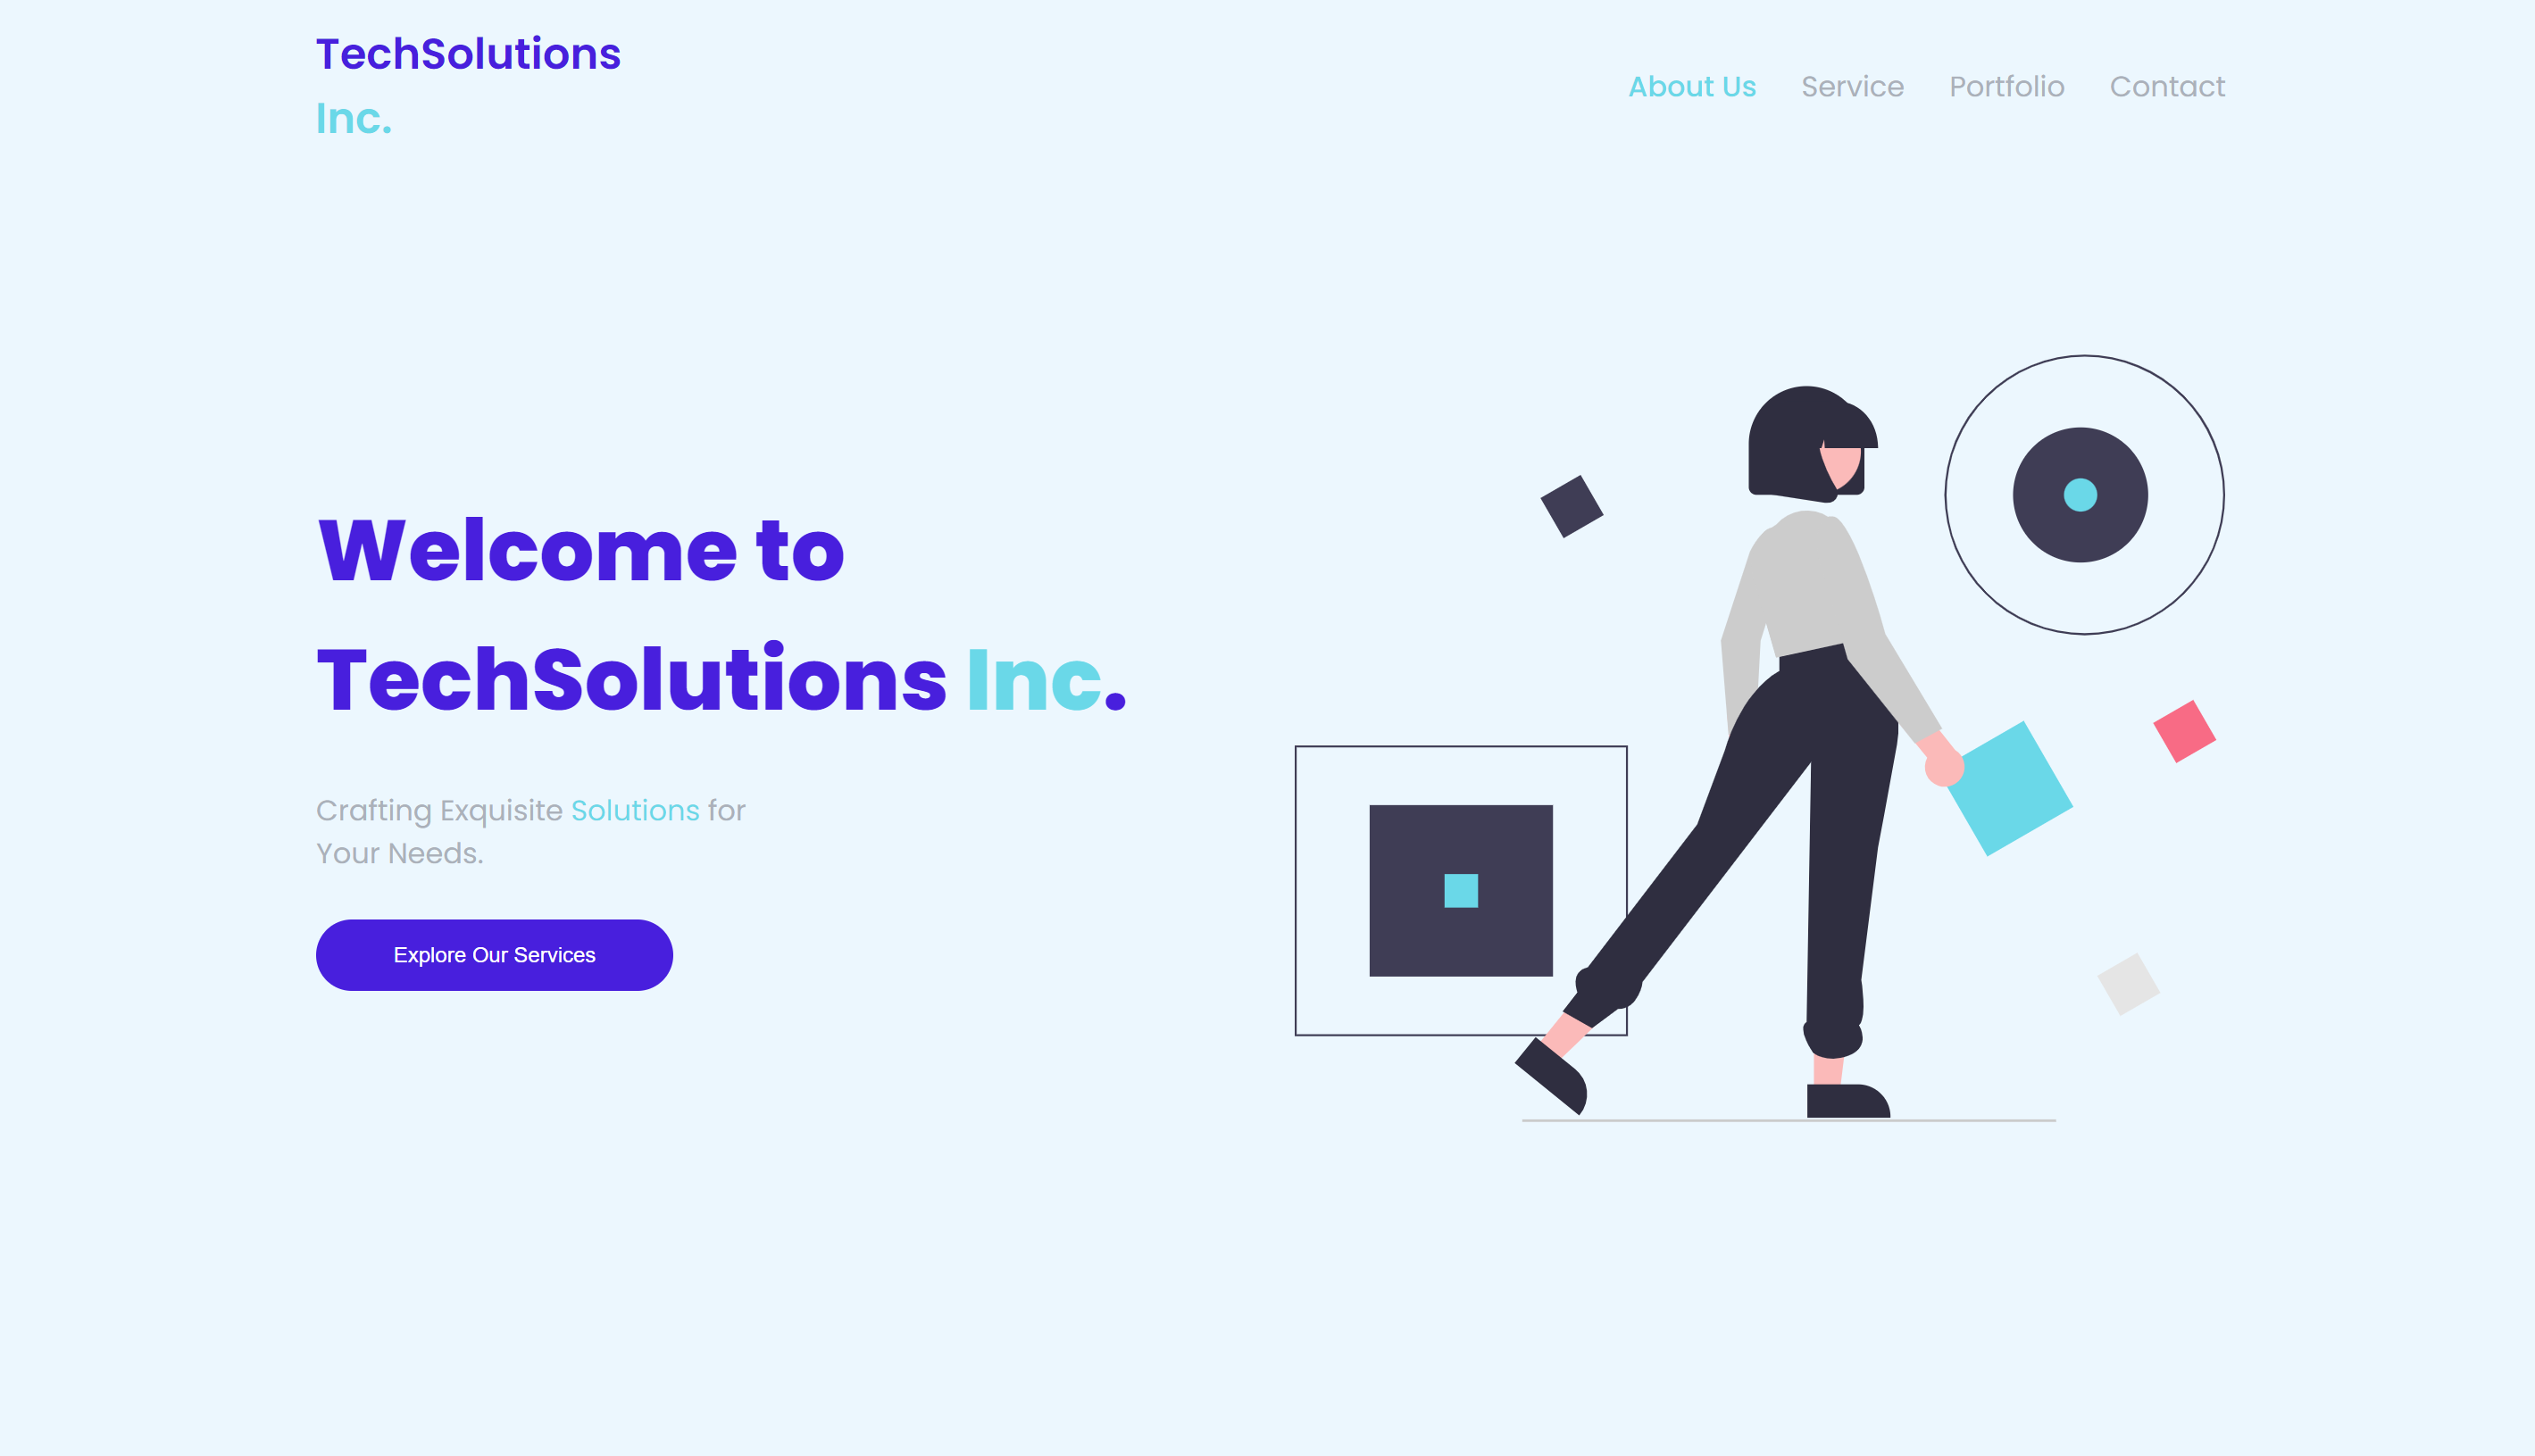 TechSolutions
Inc.
About Us Service Portfolio Contact
Welcome to
TechSolutions Inc.
Crafting Exquisite Solutions for
Your Needs.
Explore Our Services